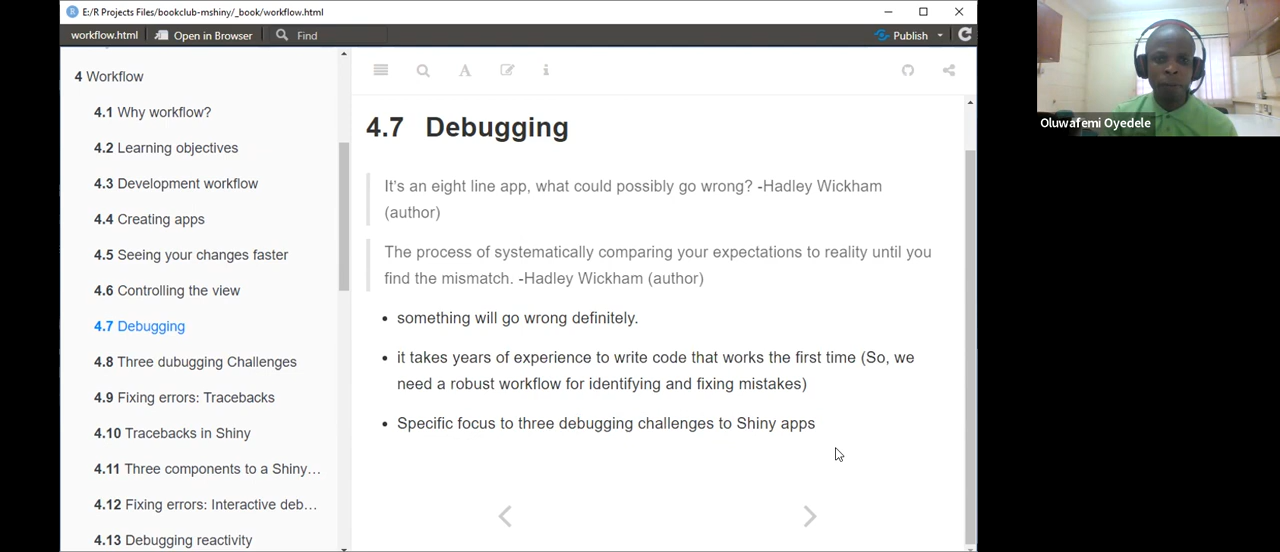 E:/R Projects Files/bookclub-mshiny/_book/workflow.html
workflow.html
Open in Browser
Find
Publish
4 Workflow
4.1 Why workflow?
4.2 Learning objectives
4.3 Development workflow
4.4 Creating apps
4.5 Seeing your changes faster
4.6 Controlling the view
4.7 Debugging
4.8 Three dubugging Challenges
4.9 Fixing errors: Tracebacks
4.10 Tracebacks in Shiny
4.11 Three components to a Shiny…
4.12 Fixing errors: Interactive deb…
4.13 Debugging reactivity
4.7 Debugging
It's an eight line app, what could possibly go wrong? -Hadley Wickham
(author)
The process of systematically comparing your expectations to reality until you
find the mismatch. -Hadley Wickham (author)
• something will go wrong definitely.
• it takes years of experience to write code that works the first time (So, we
need a robust workflow for identifying and fixing mistakes)
• Specific focus to three debugging challenges to Shiny apps
Oluwafemi Oyedele